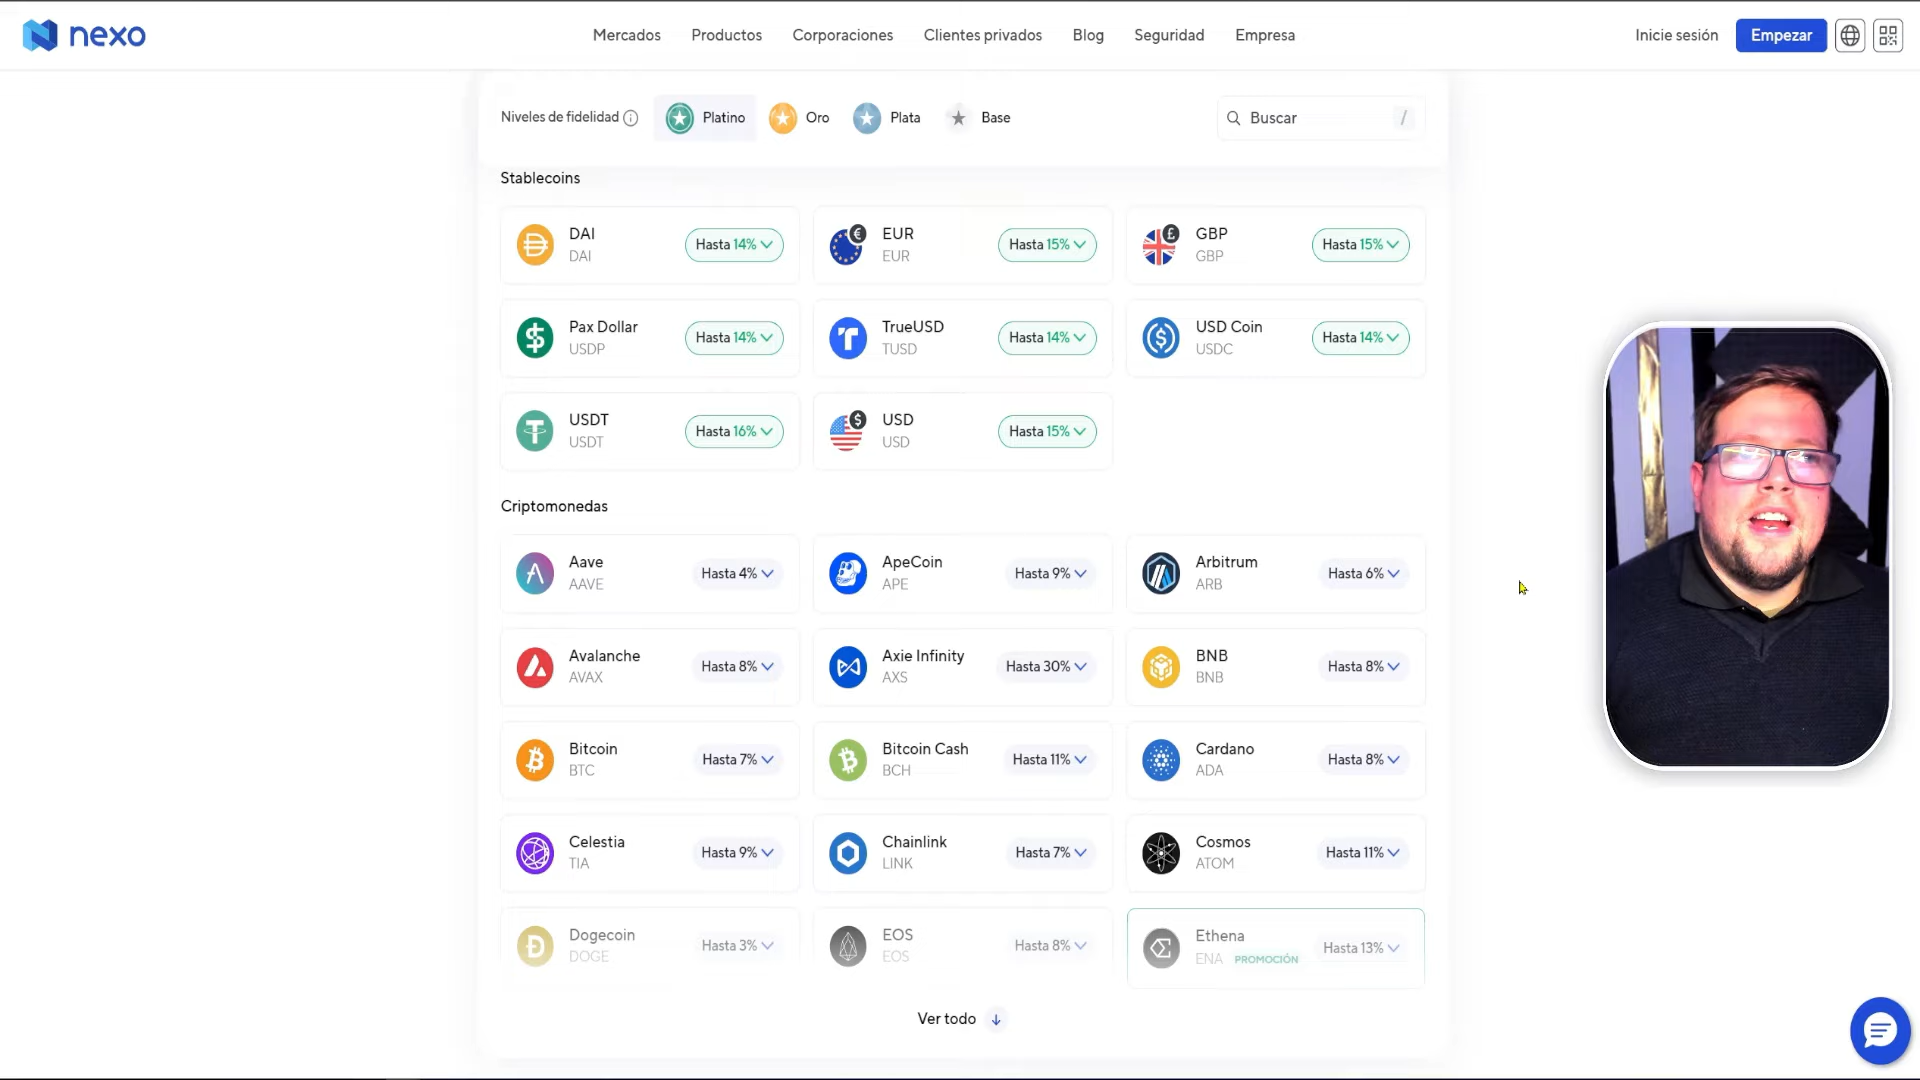 nexo
Mercados Productos Corporaciones Clientes privados Blog Seguridad Empresa
Inicie sesión Empezar
Niveles de fidelidad Platino Oro Plata Base
Buscar /
Stablecoins
DAI
DAI
Hasta 14%
EUR
EUR
Hasta 15%
GBP
GBP
Hasta 15%
Pax Dollar
USDP
Hasta 14%
TrueUSD
TUSD
Hasta 14%
USD Coin
USDC
Hasta 14%
USDT
USDT
Hasta 16%
USD
USD
Hasta 15%
Criptomonedas
Aave
AAVE
Hasta 4%
ApeCoin
APE
Hasta 9%
Arbitrum
ARB
Hasta 6%
Avalanche
AVAX
Hasta 8%
Axie Infinity
AXS
Hasta 30%
BNB
BNB
Hasta 8%
Bitcoin
BTC
Hasta 7%
Bitcoin Cash
BCH
Hasta 11%
Cardano
ADA
Hasta 8%
Celestia
TIA
Hasta 9%
Chainlink
LINK
Hasta 7%
Cosmos
ATOM
Hasta 11%
Dogecoin
DOGE
Hasta 3%
EOS
EOS
Hasta 8%
Ethena
ENA PROMOCIÓN
Hasta 13%
Ver todo